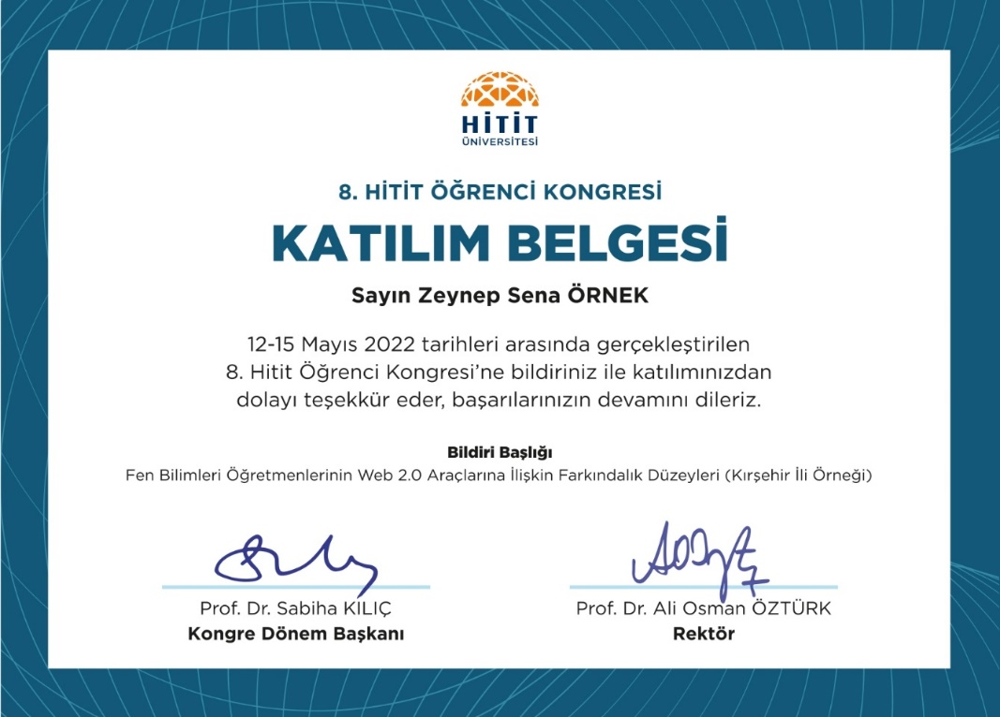 HİTİT
ÜNİVERSİTESİ
8. HİTİT ÖĞRENCİ KONGRESİ
KATILIM BELGESİ
Sayın Zeynep Sena ÖRNEK
12-15 Mayıs 2022 tarihleri arasında gerçekleştirilen
8. Hitit Öğrenci Kongresi’ne bildiriniz ile katılımınızdan
dolayı teşekkür eder, başarılarınızın devamını dileriz.
Bildiri Başlığı
Fen Bilimleri Öğretmenlerinin Web 2.0 Araçlarına İlişkin Farkındalık Düzeyleri (Kırşehir İli Örneği)
Prof. Dr. Sabiha KILIÇ
Kongre Dönem Başkanı
Prof. Dr. Ali Osman ÖZTÜRK
Rektör